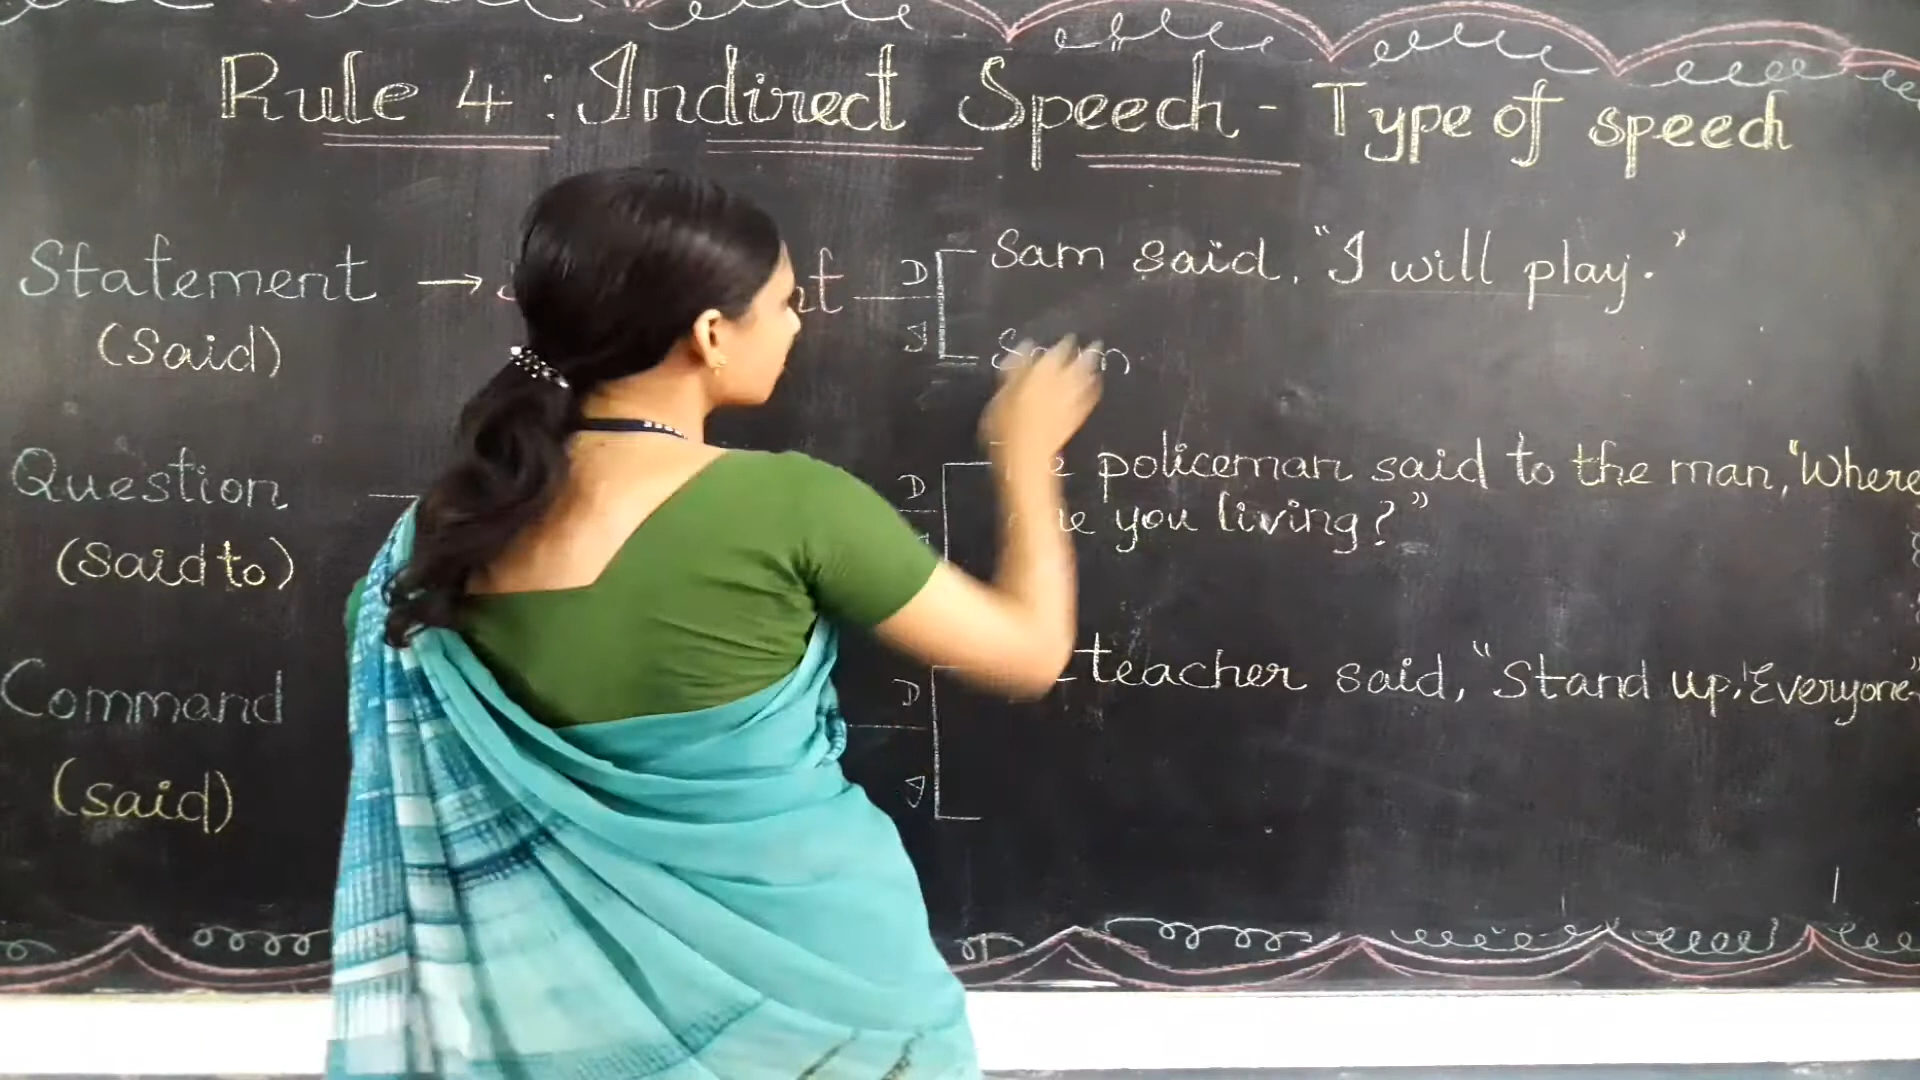 Rule 4 : Indirect Speech - Type of speech
Statement →
(Said)
D Sam said, "I will play."
I Sam
Question
(Said to)
D policeman said to the man, "Where
you living?"
Command
(said)
D teacher said, "Stand up, Everyone"
I